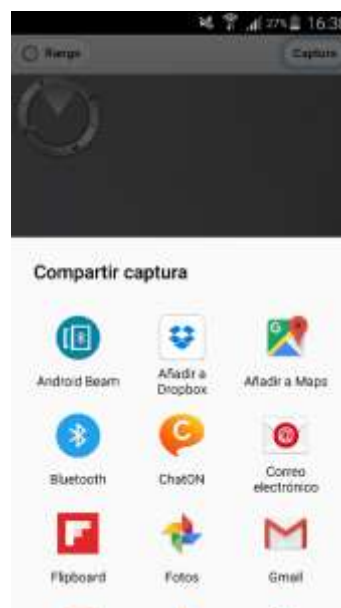 27% 16:38
Rango
Captura
Compartir captura
Android Beam
Añadir a
Dropbox
Añadir a Maps
Bluetooth
ChatON
Correo
electrónico
Flipboard
Fotos
Gmail